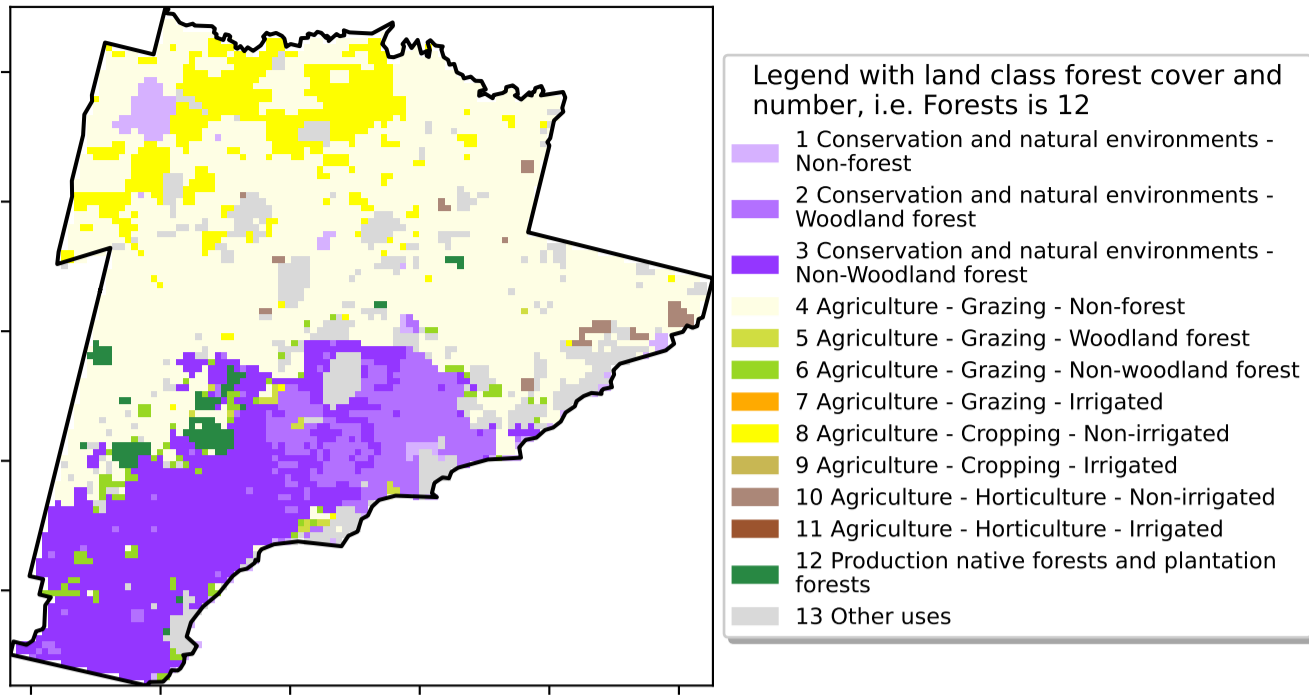 Legend with land class forest cover and
number, i.e. Forests is 12
1 Conservation and natural environments -
Non-forest
2 Conservation and natural environments -
Woodland forest
3 Conservation and natural environments -
Non-Woodland forest
4 Agriculture - Grazing - Non-forest
5 Agriculture - Grazing - Woodland forest
6 Agriculture - Grazing - Non-woodland forest
7 Agriculture - Grazing - Irrigated
8 Agriculture - Cropping - Non-irrigated
9 Agriculture - Cropping - Irrigated
10 Agriculture - Horticulture - Non-irrigated
11 Agriculture - Horticulture - Irrigated
12 Production native forests and plantation
forests
13 Other uses